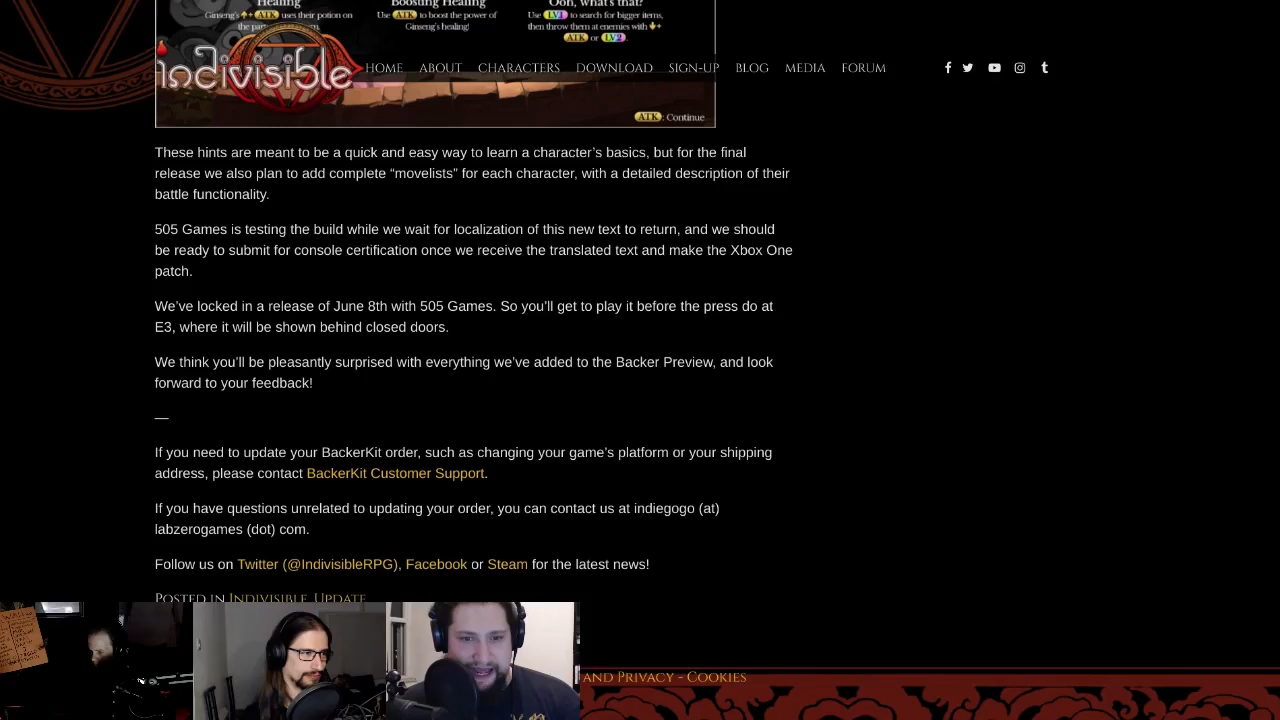 Healing
Boosting Healing
Ooh, what's that?
Ginseng's ATK uses their potion on
the party
Use ATK to boost the power of
Ginseng's healing!
Use LV1 to search for bigger items,
then throw them at enemies with
ATK or LV2.
Indivisible
HOME ABOUT CHARACTERS DOWNLOAD SIGN-UP BLOG MEDIA FORUM
ATK: Continue
These hints are meant to be a quick and easy way to learn a character’s basics, but for the final
release we also plan to add complete “movelists” for each character, with a detailed description of their
battle functionality.
505 Games is testing the build while we wait for localization of this new text to return, and we should
be ready to submit for console certification once we receive the translated text and make the Xbox One
patch.
We’ve locked in a release of June 8th with 505 Games. So you’ll get to play it before the press do at
E3, where it will be shown behind closed doors.
We think you’ll be pleasantly surprised with everything we’ve added to the Backer Preview, and look
forward to your feedback!
—
If you need to update your BackerKit order, such as changing your game’s platform or your shipping
address, please contact BackerKit Customer Support.
If you have questions unrelated to updating your order, you can contact us at indiegogo (at)
labzerogames (dot) com.
Follow us on Twitter (@IndivisibleRPG), Facebook or Steam for the latest news!
Posted in Indivisible, Update
and Privacy - Cookies